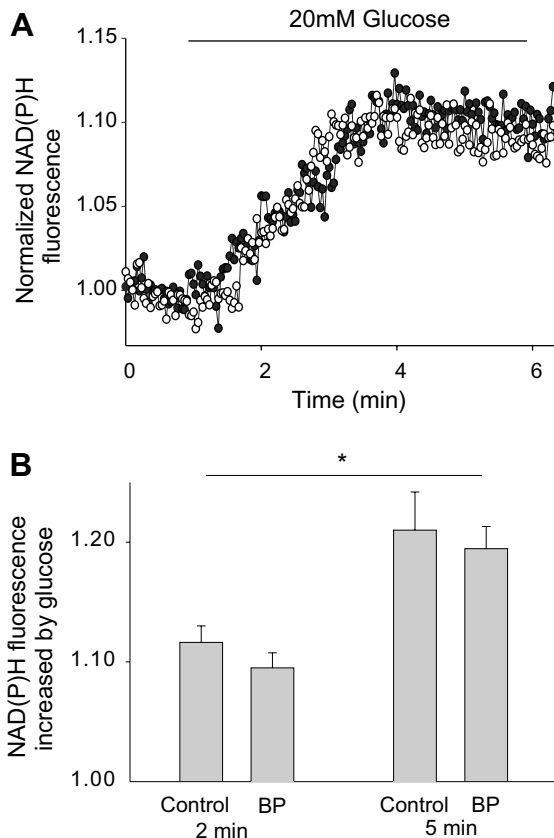 A
20mM Glucose
1.15
1.10
1.05
1.00
Normalized NAD(P)H
fluorescence
0 2 4 6
Time (min)
B
*
1.20
1.10
1.00
NAD(P)H fluorescence
increased by glucose
Control BP Control BP
2 min 5 min